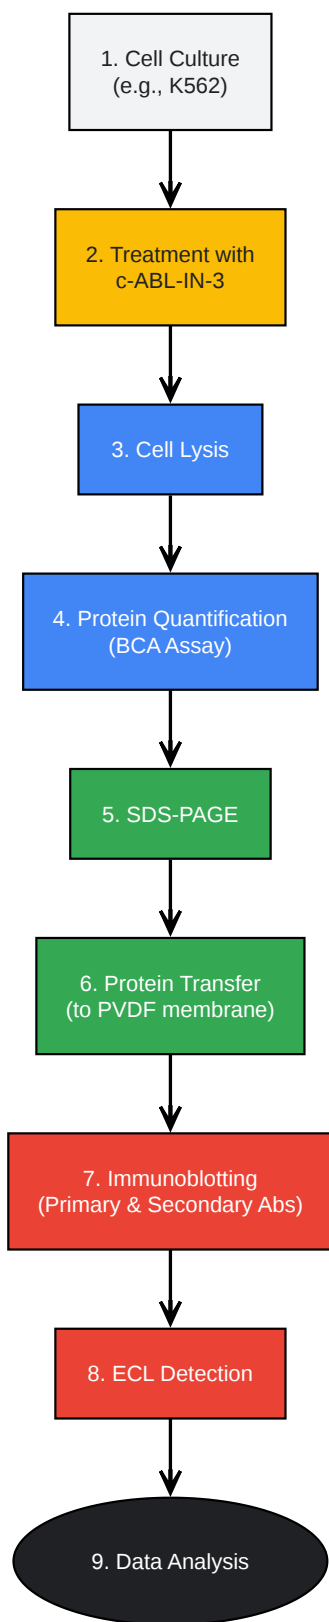 1. Cell Culture
(e.g., K562)
2. Treatment with
c-ABL-IN-3
3. Cell Lysis
4. Protein Quantification
(BCA Assay)
5. SDS-PAGE
6. Protein Transfer
(to PVDF membrane)
7. Immunoblotting
(Primary & Secondary Abs)
8. ECL Detection
9. Data Analysis